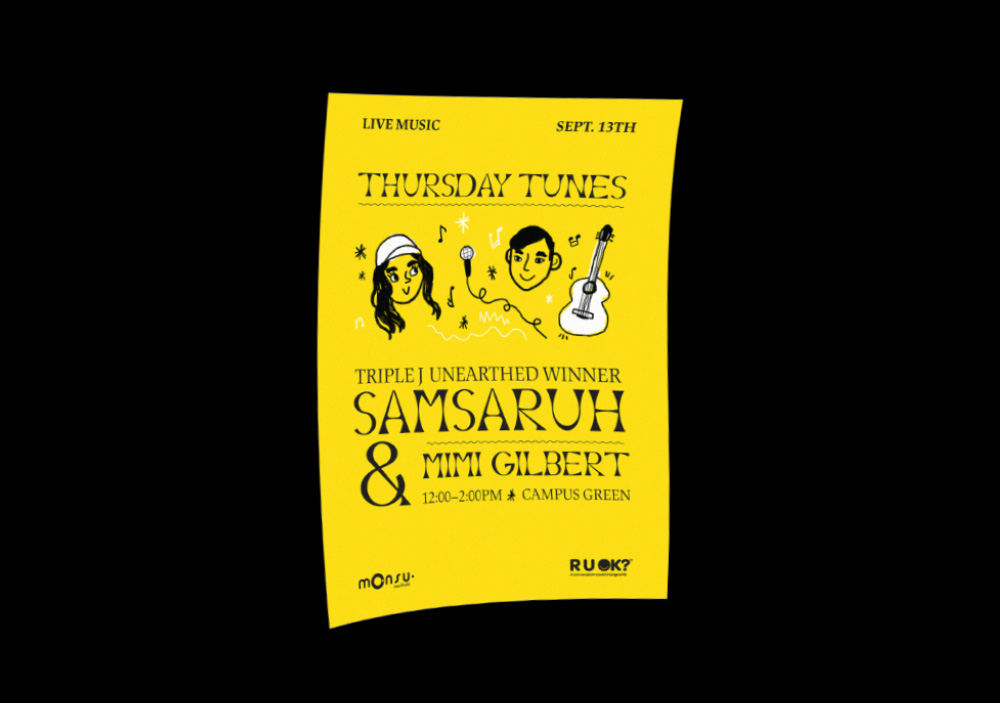 LIVE MUSIC
SEPT. 13TH
THURSDAY TUNES
TRIPLE J UNEARTHED WINNER
SAMSARUH
& MIMI GILBERT
12:00–2:00PM CAMPUS GREEN
monsu.
R U OK?